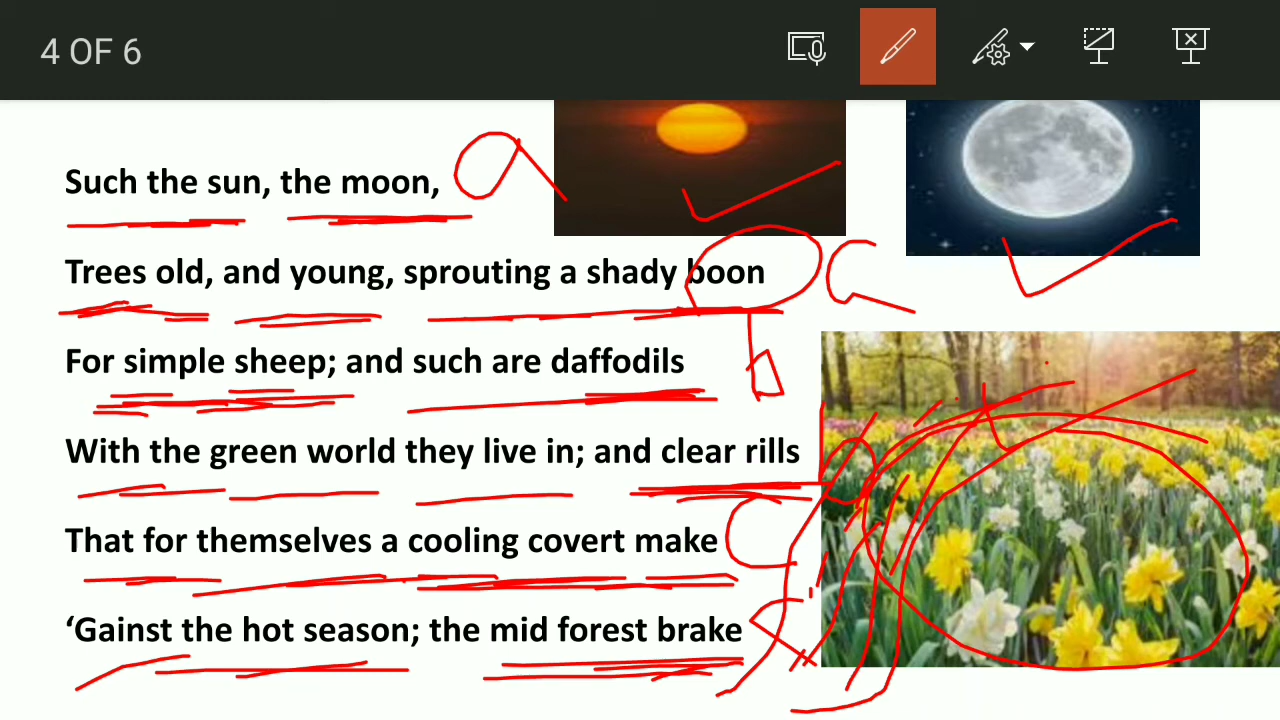 4 OF 6
Such the sun, the moon,
a
Trees old, and young, sprouting a shady boon
a
For simple sheep; and such are daffodils
b
With the green world they live in; and clear rills
b
That for themselves a cooling covert make
c
‘Gainst the hot season; the mid forest brake